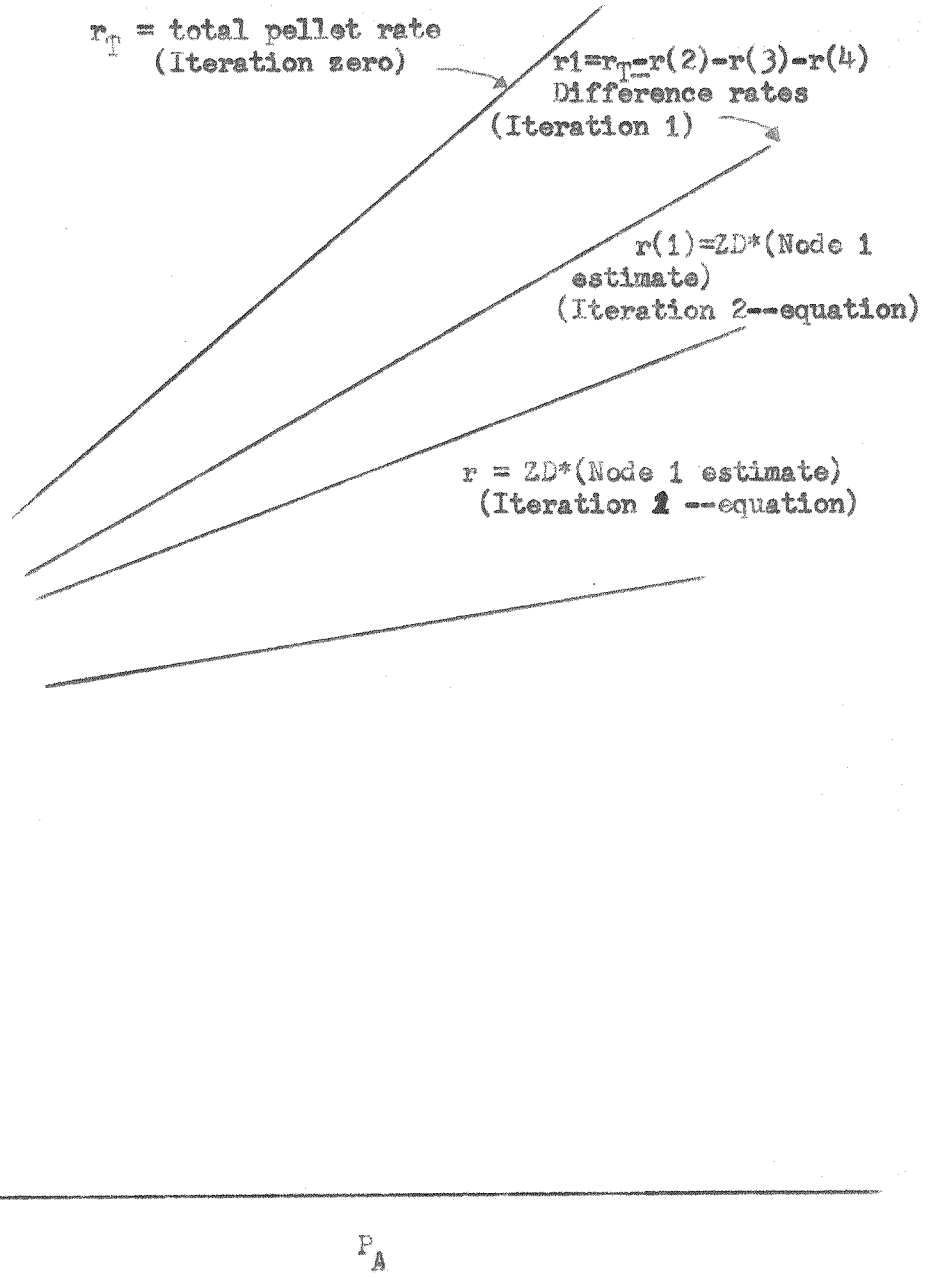 r_T = total pellet rate
(Iteration zero)
r1=r_T-r(2)-r(3)-r(4)
Difference rates
(Iteration 1)
r(1)=ZD*(Node 1
estimate)
(Iteration 2--equation)
r = ZD*(Node 1 estimate)
(Iteration 1 --equation)
P_A